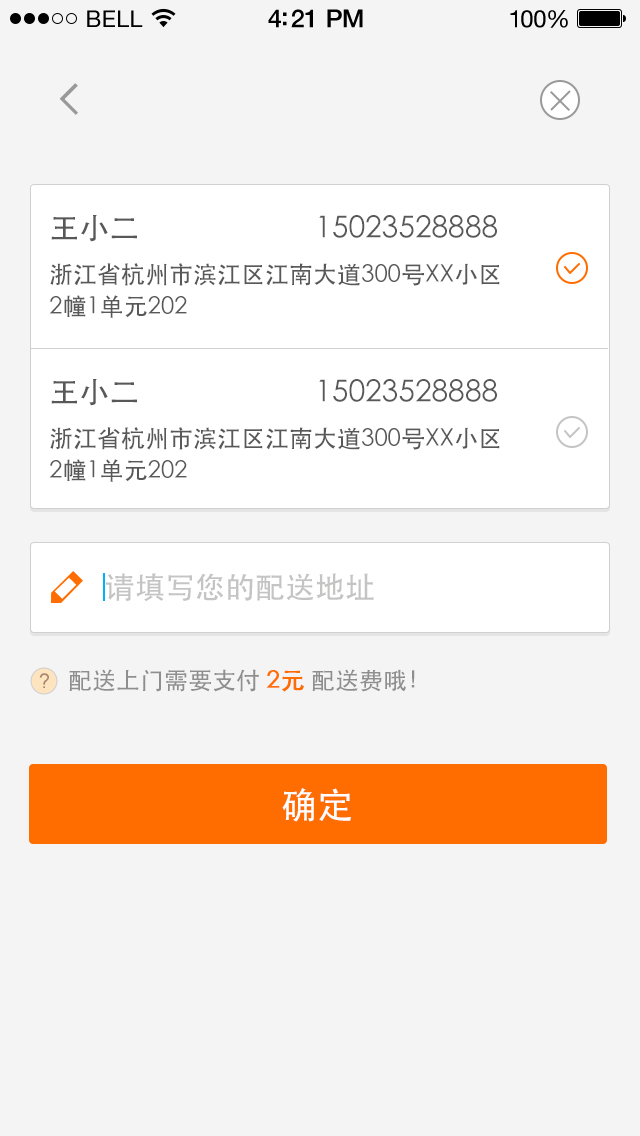 BELL 4:21 PM 100%
王小二 15023528888
浙江省杭州市滨江区江南大道300号XX小区
2幢1单元202
王小二 15023528888
浙江省杭州市滨江区江南大道300号XX小区
2幢1单元202
请填写您的配送地址
? 配送上门需要支付 2元 配送费哦!
确定